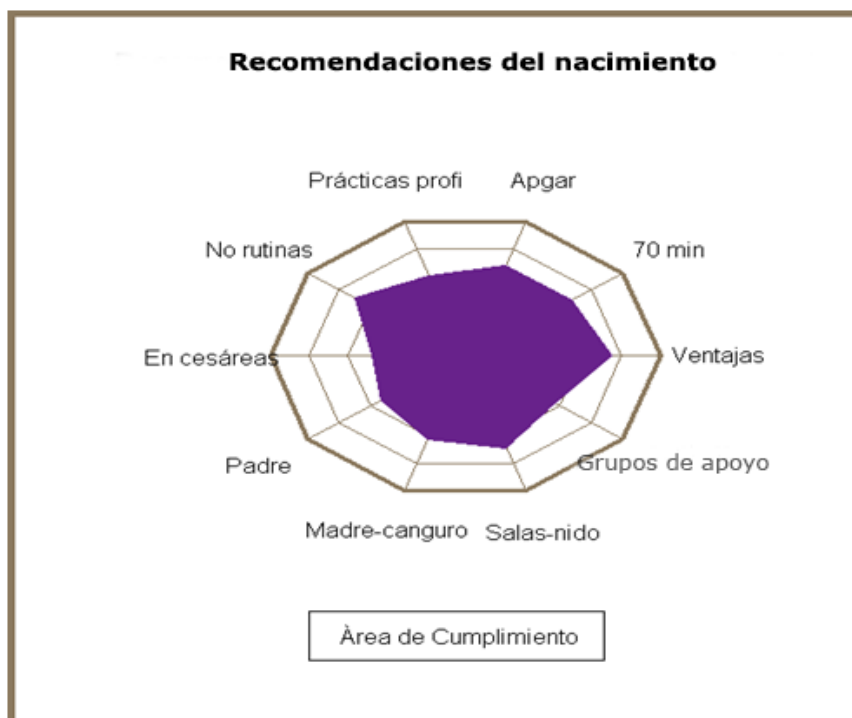 Recomendaciones del nacimiento
Prácticas profi
Apgar
No rutinas
70 min
En cesáreas
Ventajas
Padre
Grupos de apoyo
Madre-canguro
Salas-nido
Àrea de Cumplimiento